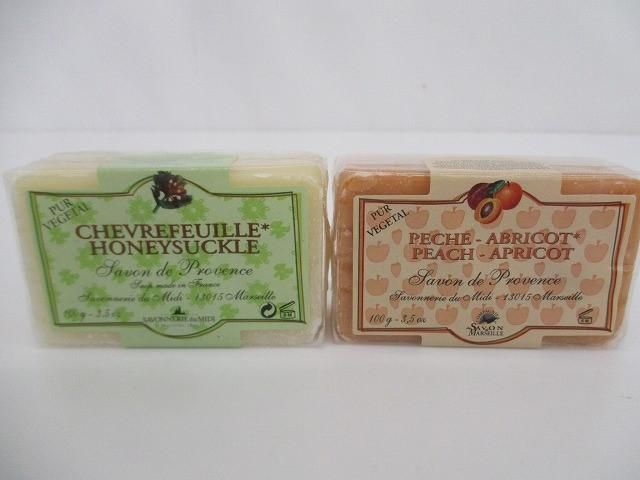 PUR
VEGETAL
CHEVREFEUILLE*
HONEYSUCKLE
Savon de Provence
Soap made in France
Savonnerie du Midi - 13015 Marseille
100 g - 3,5 oz
SAVONNERIE DU MIDI
PUR
VEGETAL
PECHE - ABRICOT*
PEACH - APRICOT
Savon de Provence
Savonnerie du Midi - 13015 Marseille
100 g - 3,5 oz
SAVON
MARSEILLE